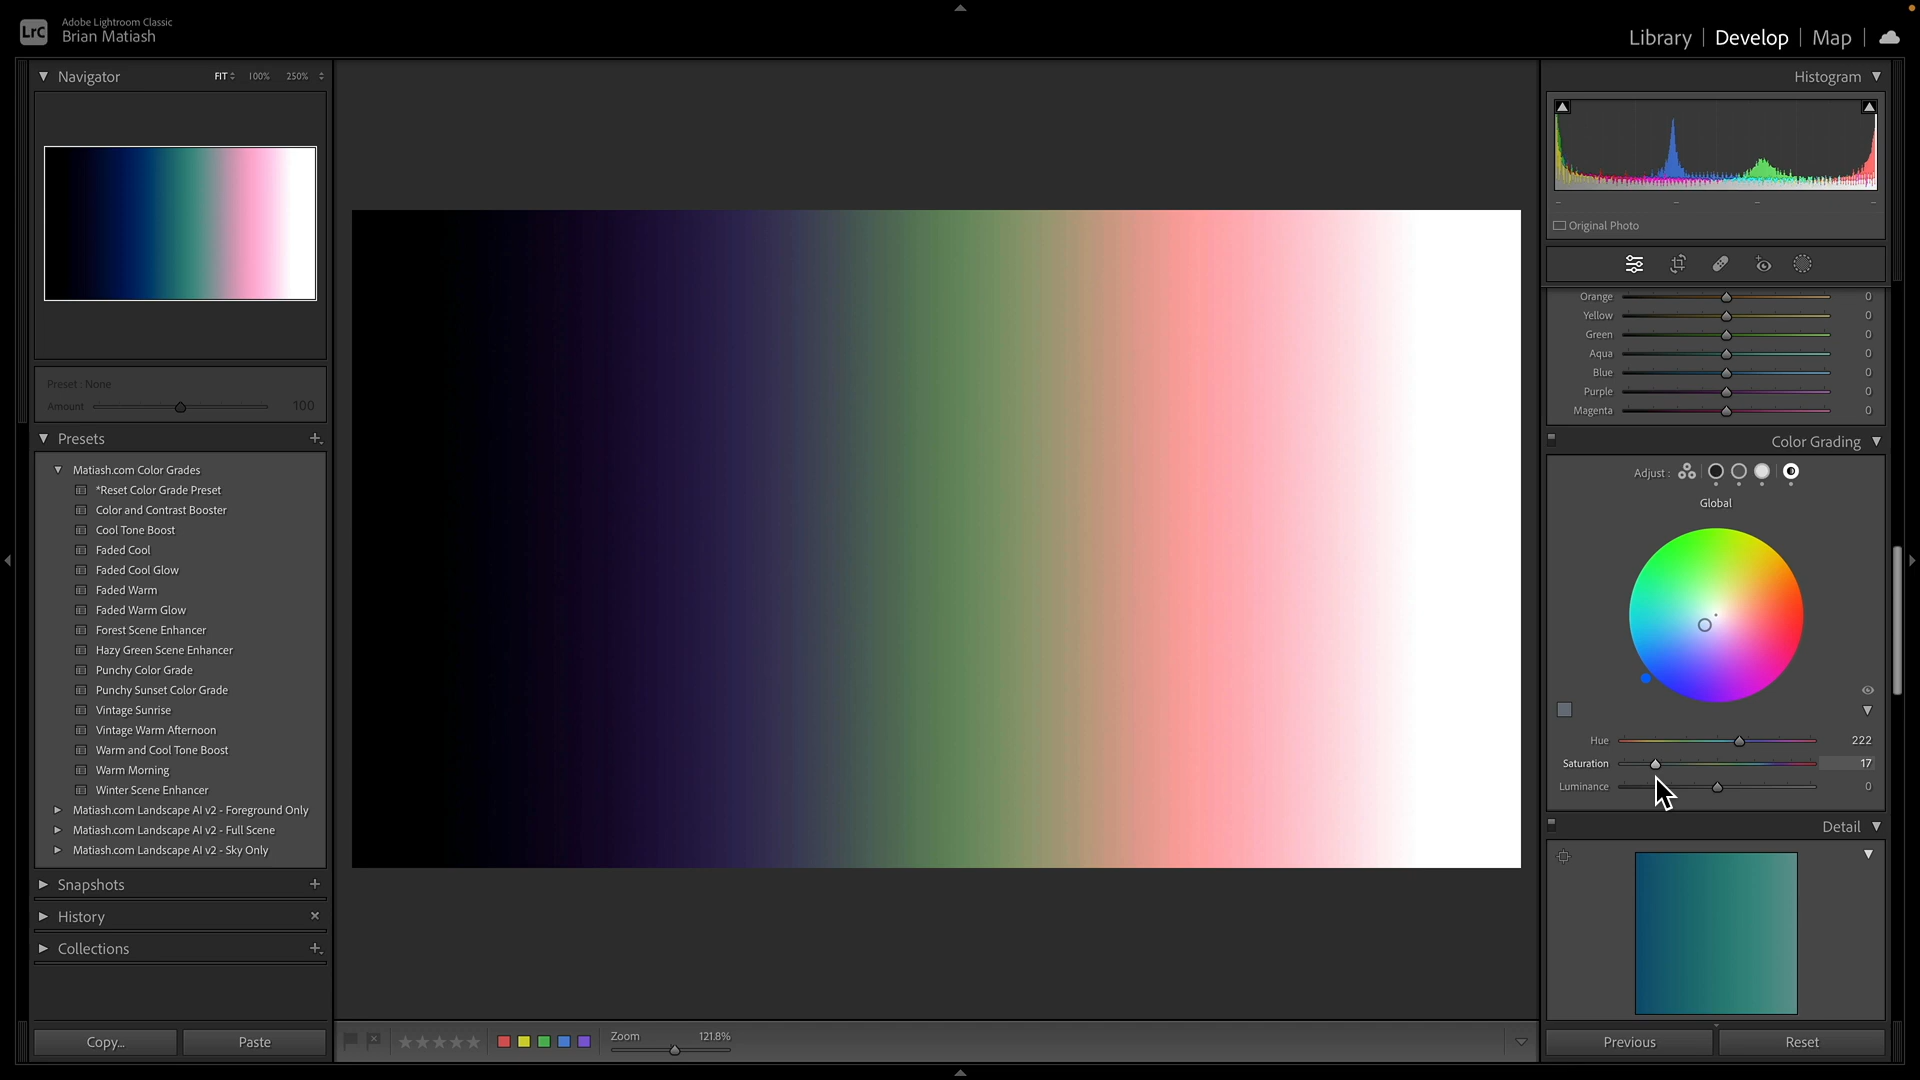 LrC
Adobe Lightroom Classic
Brian Matiash
Library
Develop
Map
Navigator
FIT
100%
250%
Preset : None
Amount
100
Presets
Matiash.com Color Grades
*Reset Color Grade Preset
Color and Contrast Booster
Cool Tone Boost
Faded Cool
Faded Cool Glow
Faded Warm
Faded Warm Glow
Forest Scene Enhancer
Hazy Green Scene Enhancer
Punchy Color Grade
Punchy Sunset Color Grade
Vintage Sunrise
Vintage Warm Afternoon
Warm and Cool Tone Boost
Warm Morning
Winter Scene Enhancer
Matiash.com Landscape AI v2 - Foreground Only
Matiash.com Landscape AI v2 - Full Scene
Matiash.com Landscape AI v2 - Sky Only
Snapshots
History
Collections
Copy...
Paste
Zoom
121.8%
Histogram
Original Photo
Orange 0
Yellow 0
Green 0
Aqua 0
Blue 0
Purple 0
Magenta 0
Color Grading
Adjust :
Global
Hue 222
Saturation 17
Luminance 0
Detail
Previous
Reset